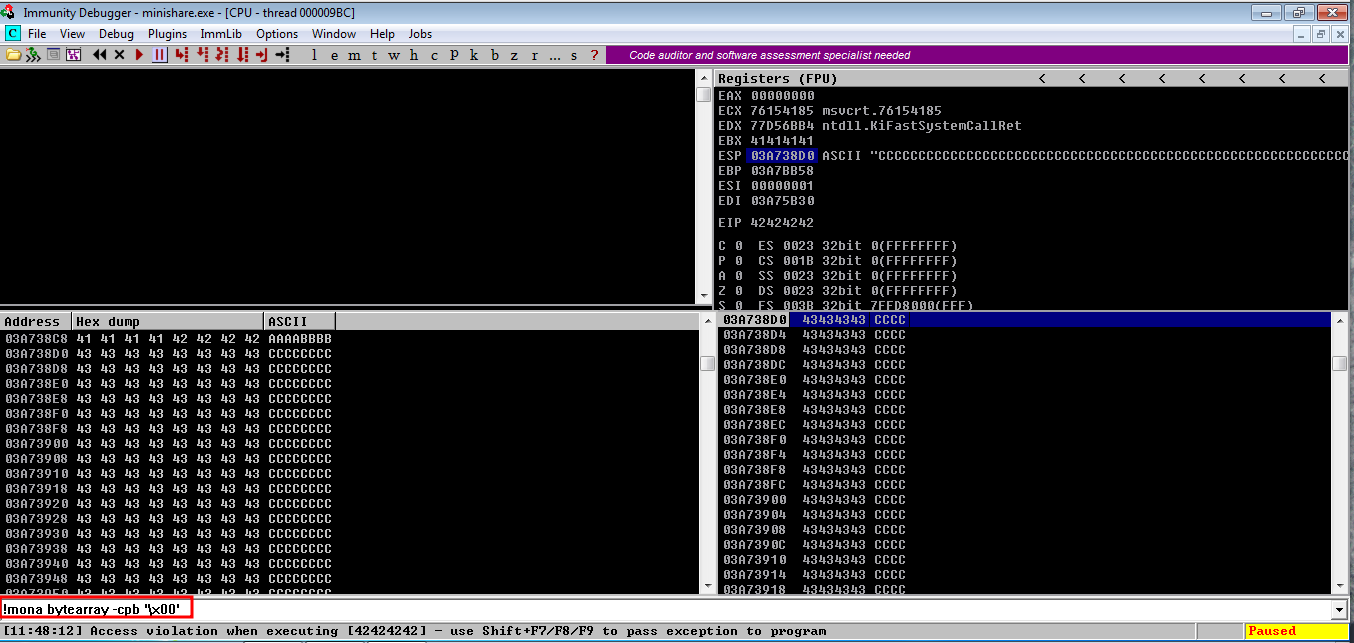 Immunity Debugger - minishare.exe - [CPU - thread 000009BC]
C File View Debug Plugins ImmLib Options Window Help Jobs
l e m t w h c P k b z r ... s ? Code auditor and software assessment specialist needed
Registers (FPU) < < < < < < < <
EAX 00000000
ECX 76154185 msvcrt.76154185
EDX 77D56BB4 ntdll.KiFastSystemCallRet
EBX 41414141
ESP 03A738D0 ASCII "CCCCCCCCCCCCCCCCCCCCCCCCCCCCCCCCCCCCCCCCCCCCCCCCCCCCCCCCCCC
EBP 03A7BB58
ESI 00000001
EDI 03A75B30
EIP 42424242
C 0 ES 0023 32bit 0(FFFFFFFF)
P 0 CS 001B 32bit 0(FFFFFFFF)
A 0 SS 0023 32bit 0(FFFFFFFF)
Z 0 DS 0023 32bit 0(FFFFFFFF)
S 0 FS 003B 32bit 7FFD8000(FFF)
Address Hex dump ASCII
03A738C8 41 41 41 41 42 42 42 42 AAAABBBB
03A738D0 43 43 43 43 43 43 43 43 CCCCCCCC
03A738D8 43 43 43 43 43 43 43 43 CCCCCCCC
03A738E0 43 43 43 43 43 43 43 43 CCCCCCCC
03A738E8 43 43 43 43 43 43 43 43 CCCCCCCC
03A738F0 43 43 43 43 43 43 43 43 CCCCCCCC
03A738F8 43 43 43 43 43 43 43 43 CCCCCCCC
03A73900 43 43 43 43 43 43 43 43 CCCCCCCC
03A73908 43 43 43 43 43 43 43 43 CCCCCCCC
03A73910 43 43 43 43 43 43 43 43 CCCCCCCC
03A73918 43 43 43 43 43 43 43 43 CCCCCCCC
03A73920 43 43 43 43 43 43 43 43 CCCCCCCC
03A73928 43 43 43 43 43 43 43 43 CCCCCCCC
03A73930 43 43 43 43 43 43 43 43 CCCCCCCC
03A73938 43 43 43 43 43 43 43 43 CCCCCCCC
03A73940 43 43 43 43 43 43 43 43 CCCCCCCC
03A73948 43 43 43 43 43 43 43 43 CCCCCCCC
03A738D0 43434343 CCCC
03A738D4 43434343 CCCC
03A738D8 43434343 CCCC
03A738DC 43434343 CCCC
03A738E0 43434343 CCCC
03A738E4 43434343 CCCC
03A738E8 43434343 CCCC
03A738EC 43434343 CCCC
03A738F0 43434343 CCCC
03A738F4 43434343 CCCC
03A738F8 43434343 CCCC
03A738FC 43434343 CCCC
03A73900 43434343 CCCC
03A73904 43434343 CCCC
03A73908 43434343 CCCC
03A7390C 43434343 CCCC
03A73910 43434343 CCCC
03A73914 43434343 CCCC
03A73918 43434343 CCCC
!mona bytearray -cpb '\x00'
[11:48:12] Access violation when executing [42424242] - use Shift+F7/F8/F9 to pass exception to program
Paused